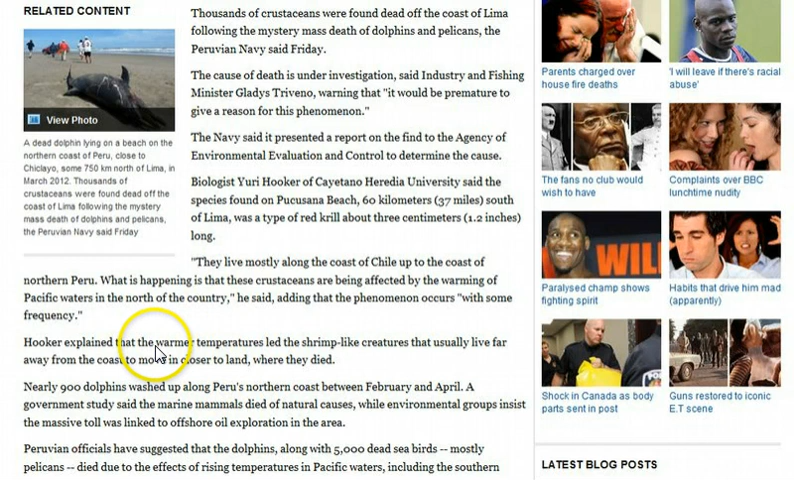 RELATED CONTENT
View Photo
A dead dolphin lying on a beach on the
northern coast of Peru, close to
Chiclayo, some 750 km north of Lima, in
March 2012. Thousands of
crustaceans were found dead off the
coast of Lima following the mystery
mass death of dolphins and pelicans,
the Peruvian Navy said Friday
Thousands of crustaceans were found dead off the coast of Lima
following the mystery mass death of dolphins and pelicans, the
Peruvian Navy said Friday.
The cause of death is under investigation, said Industry and Fishing
Minister Gladys Triveno, warning that "it would be premature to
give a reason for this phenomenon."
The Navy said it presented a report on the find to the Agency of
Environmental Evaluation and Control to determine the cause.
Biologist Yuri Hooker of Cayetano Heredia University said the
species found on Pucusana Beach, 60 kilometers (37 miles) south
of Lima, was a type of red krill about three centimeters (1.2 inches)
long.
"They live mostly along the coast of Chile up to the coast of
northern Peru. What is happening is that these crustaceans are being affected by the warming of
Pacific waters in the north of the country," he said, adding that the phenomenon occurs "with some
frequency."
Hooker explained that the warmer temperatures led the shrimp-like creatures that usually live far
away from the coast to move in closer to land, where they died.
Nearly 900 dolphins washed up along Peru's northern coast between February and April. A
government study said the marine mammals died of natural causes, while environmental groups insist
the massive toll was linked to offshore oil exploration in the area.
Peruvian officials have suggested that the dolphins, along with 5,000 dead sea birds -- mostly
pelicans -- died due to the effects of rising temperatures in Pacific waters, including the southern
Parents charged over
house fire deaths
'I will leave if there's racial
abuse'
The fans no club would
wish to have
Complaints over BBC
lunchtime nudity
WILL
Paralysed champ shows
fighting spirit
Habits that drive him mad
(apparently)
Shock in Canada as body
parts sent in post
Guns restored to iconic
E.T scene
LATEST BLOG POSTS